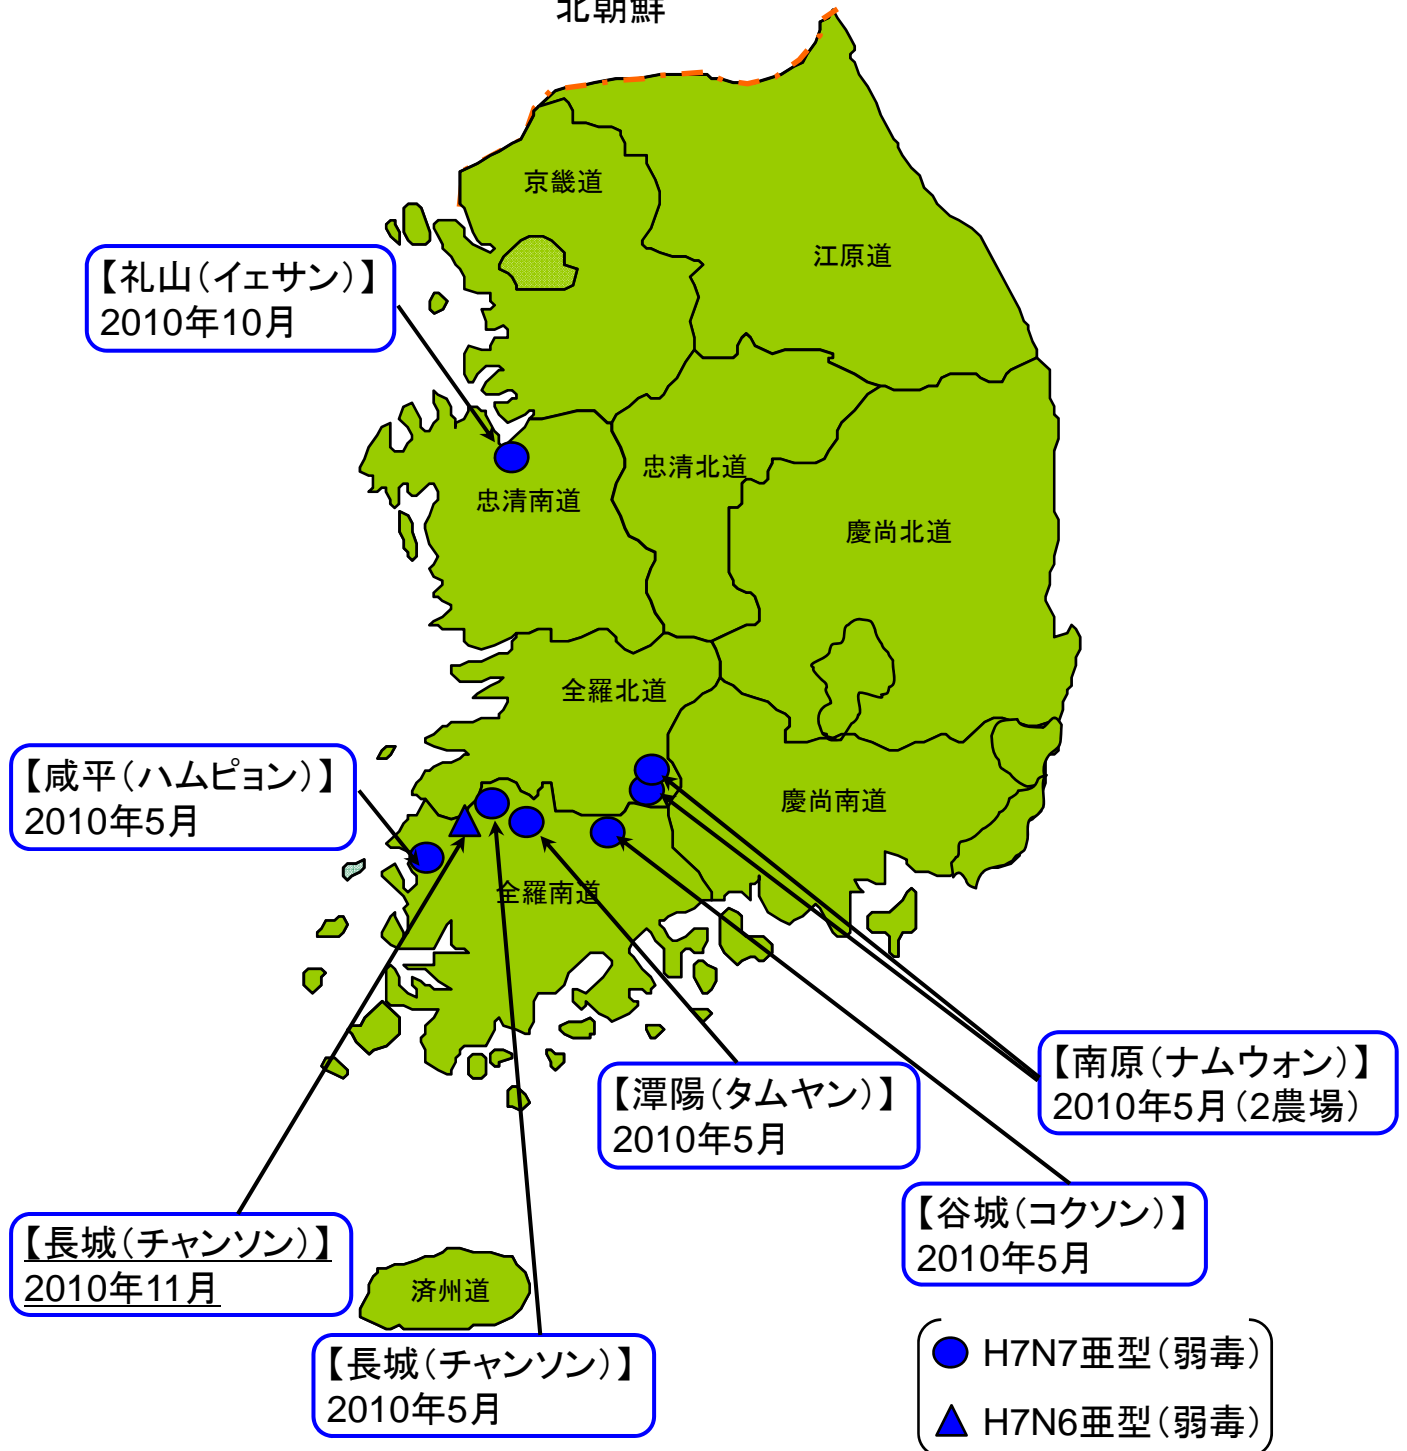 北朝鮮
京畿道
江原道
【礼山（イェサン）】
2010年10月
忠清北道
忠清南道
慶尚北道
全羅北道
【咸平（ハムピョン）】
2010年5月
慶尚南道
全羅南道
【南原（ナムウォン）】
2010年5月（2農場）
【潭陽（タムヤン）】
2010年5月
【谷城（コクソン）】
2010年5月
【長城（チャンソン）】
2010年11月
済州道
【長城（チャンソン）】
2010年5月
H7N7亜型（弱毒）
H7N6亜型（弱毒）